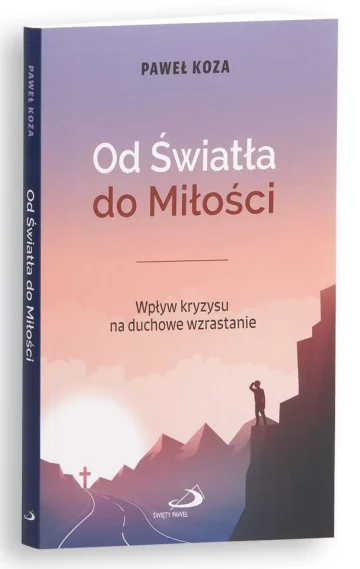 PAWEŁ KOZA
Od Światła
do Miłości
Wpływ kryzysu
na duchowe wzrastanie
ŚWIĘTY PAWEŁ
PAWEŁ KOZA
Od Światła do Miłości